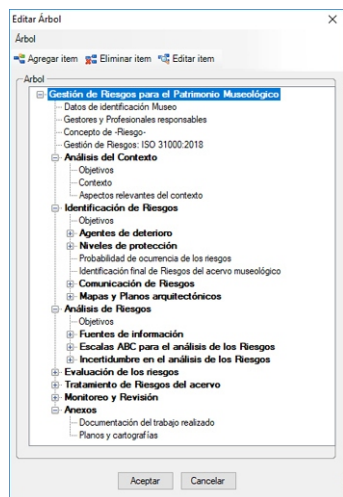 Editar Árbol
Árbol
Agregar item Eliminar item Editar item
Arbol
Gestión de Riesgos para el Patrimonio Museológico
Datos de identificación Museo
Gestores y Profesionales responsables
Concepto de -Riesgo-
Gestión de Riesgos: ISO 31000:2018
Análisis del Contexto
Objetivos
Contexto
Aspectos relevantes del contexto
Identificación de Riesgos
Objetivos
Agentes de deterioro
Niveles de protección
Probabilidad de ocurrencia de los riesgos
Identificación final de Riesgos del acervo museológico
Comunicación de Riesgos
Mapas y Planos arquitectónicos
Análisis de Riesgos
Objetivos
Fuentes de información
Escalas ABC para el análisis de los Riesgos
Incertidumbre en el análisis de los Riesgos
Evaluación de los riesgos
Tratamiento de Riesgos del acervo
Monitoreo y Revisión
Anexos
Documentación del trabajo realizado
Planos y cartografías
Aceptar Cancelar